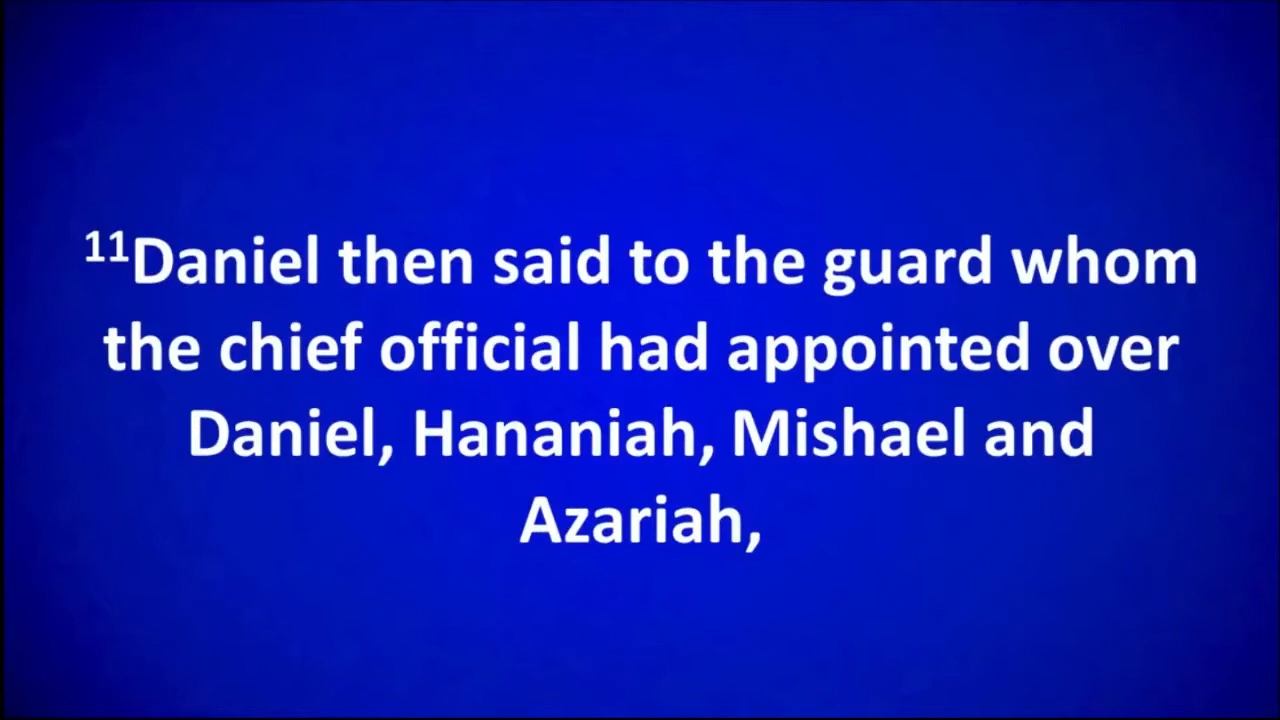 11Daniel then said to the guard whom
the chief official had appointed over
Daniel, Hananiah, Mishael and
Azariah,